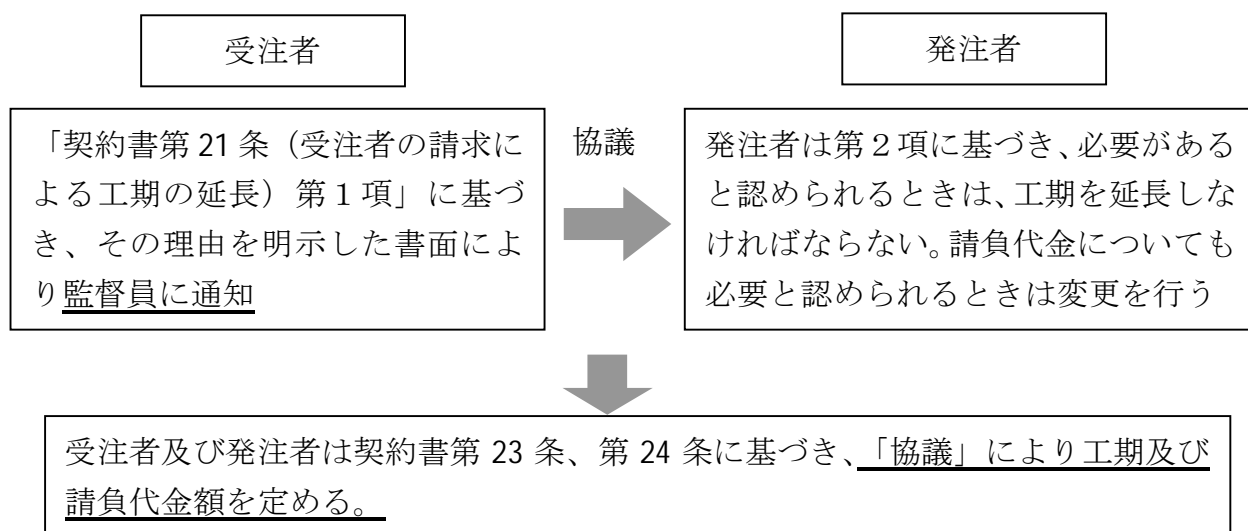 受注者
発注者
「契約書第 21 条（受注者の請求に
よる工期の延長）第１項」に基づ
き、その理由を明示した書面によ
り監督員に通知
協議
発注者は第２項に基づき、必要がある
と認められるときは、工期を延長しな
ければならない。請負代金についても
必要と認められるときは変更を行う
受注者及び発注者は契約書第 23 条、第 24 条に基づき、「協議」により工期及び
請負代金額を定める。